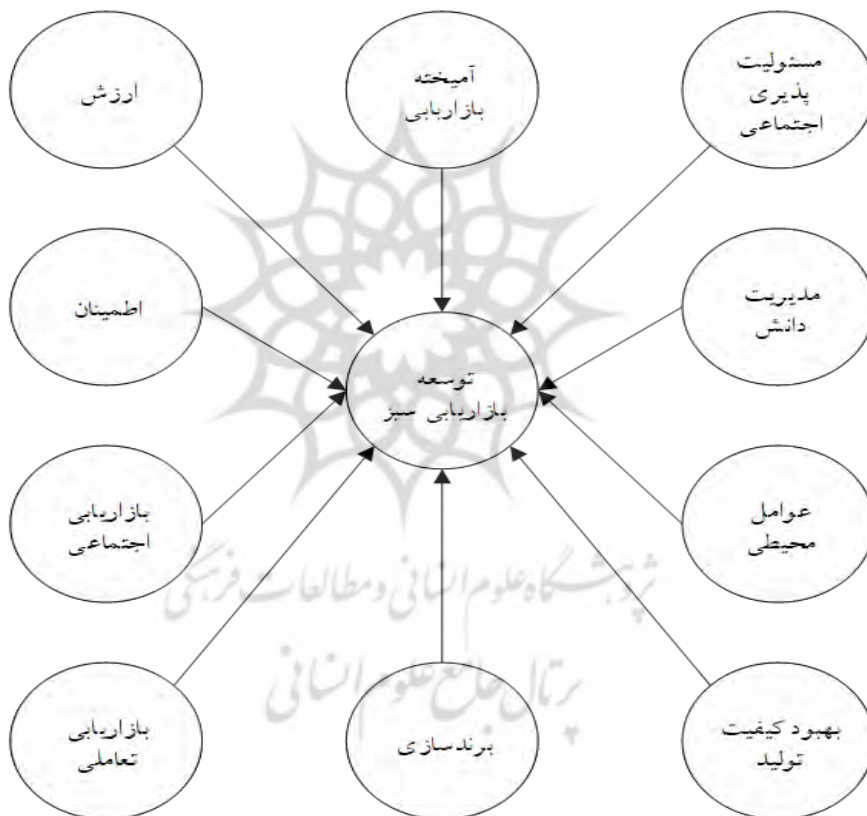 مسئولیت
پذیری
اجتماعی
آمیخته
بازاریابی
ارزش
مدیریت
دانش
اطمینان
توسعه
بازاریابی سبز
عوامل
محیطی
بازاریابی
اجتماعی
پژوهشگاه علوم انسانی و مطالعات فرهنگی
پرتال جامع علوم انسانی
بهبود کیفیت
تولید
برندسازی
بازاریابی
تعاملی